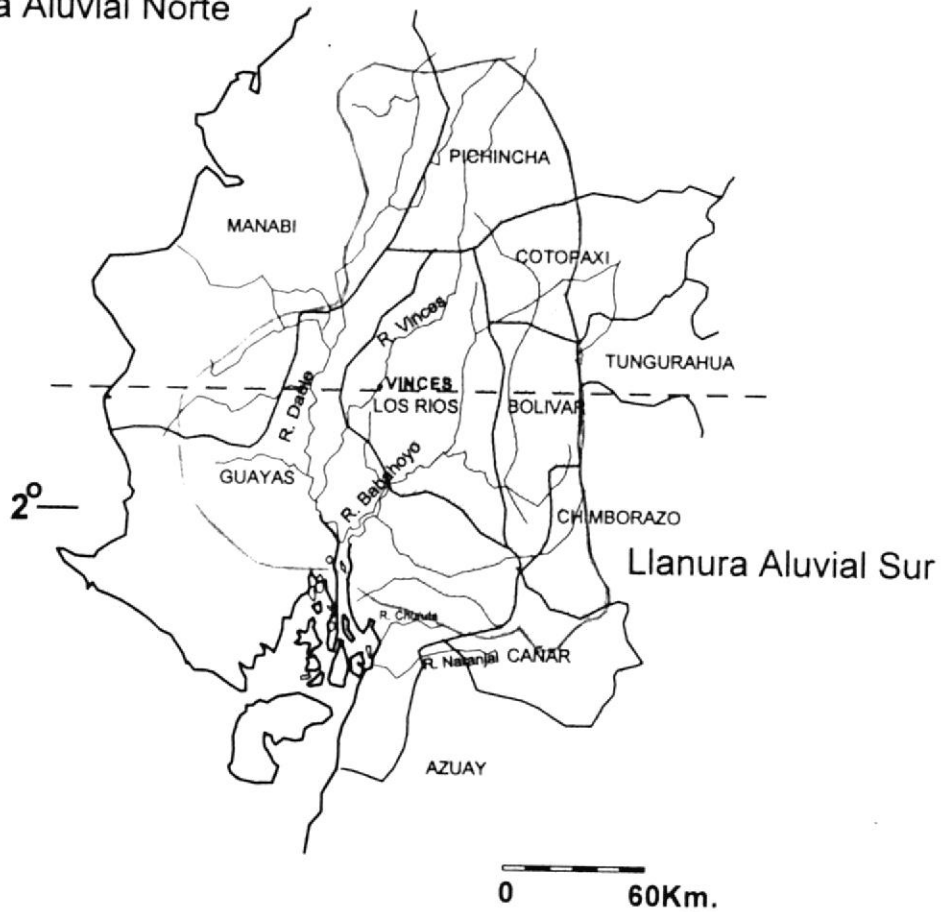 a Aluvial Norte
PICHINCHA
MANABI
COTOPAXI
R. Vinces
TUNGURAHUA
VINCES
R. Daule
LOS RIOS
BOLIVAR
GUAYAS
R. Babahoyo
2°
CHIMBORAZO
Llanura Aluvial Sur
R. Churute
R. Naranjal
CAÑAR
AZUAY
0 60Km.